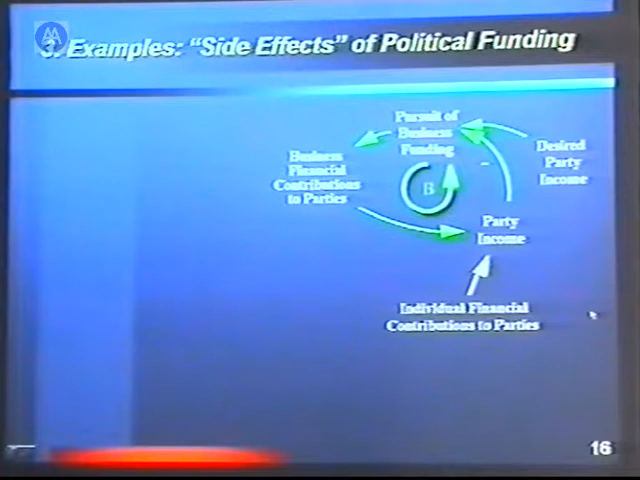 3. Examples: "Side Effects" of Political Funding
Pursuit of
Business
Funding
Business
Financial
Contributions
to Parties
Desired
Party
Income
B
-
Party
Income
Individual Financial
Contributions to Parties
16